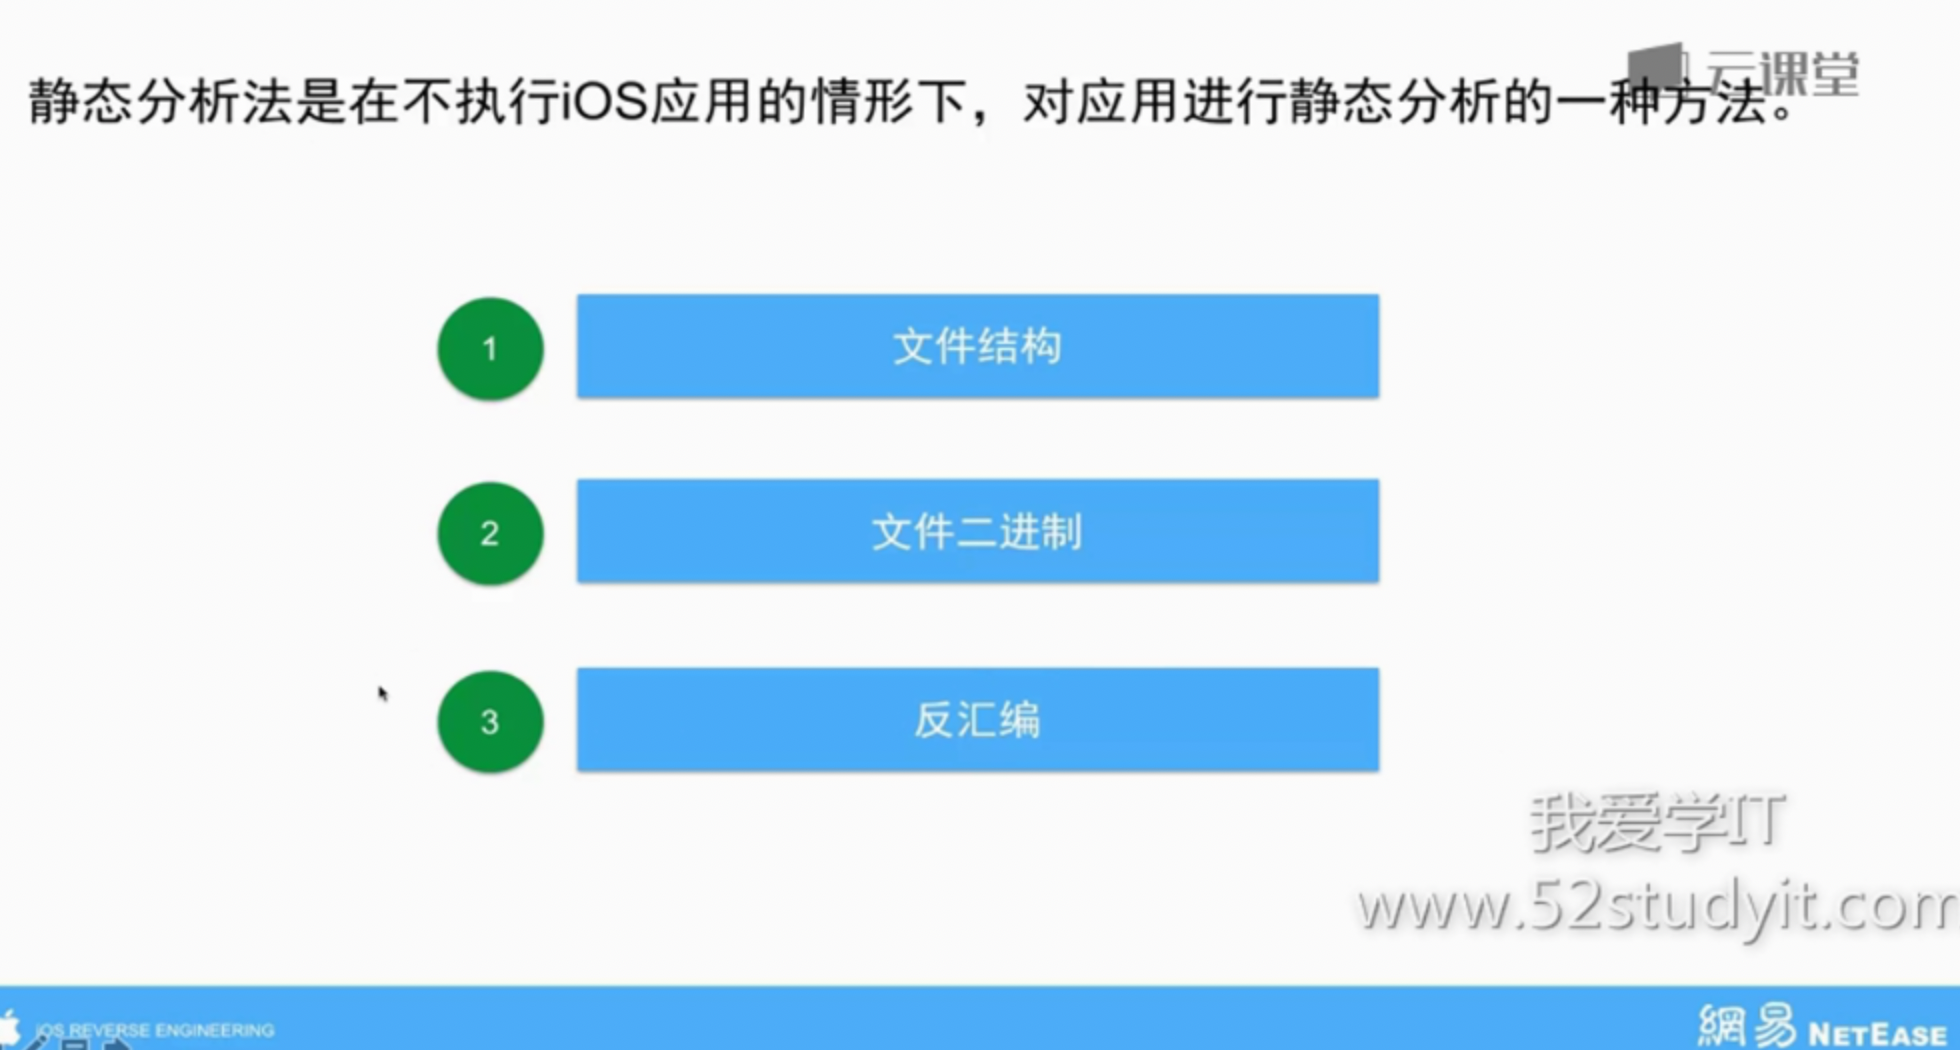 云课堂
静态分析法是在不执行iOS应用的情形下，对应用进行静态分析的一种方法。
1 文件结构
2 文件二进制
3 反汇编
我爱学IT
www.52studyit.com
iOS REVERSE ENGINEERING
網易 NETEASE